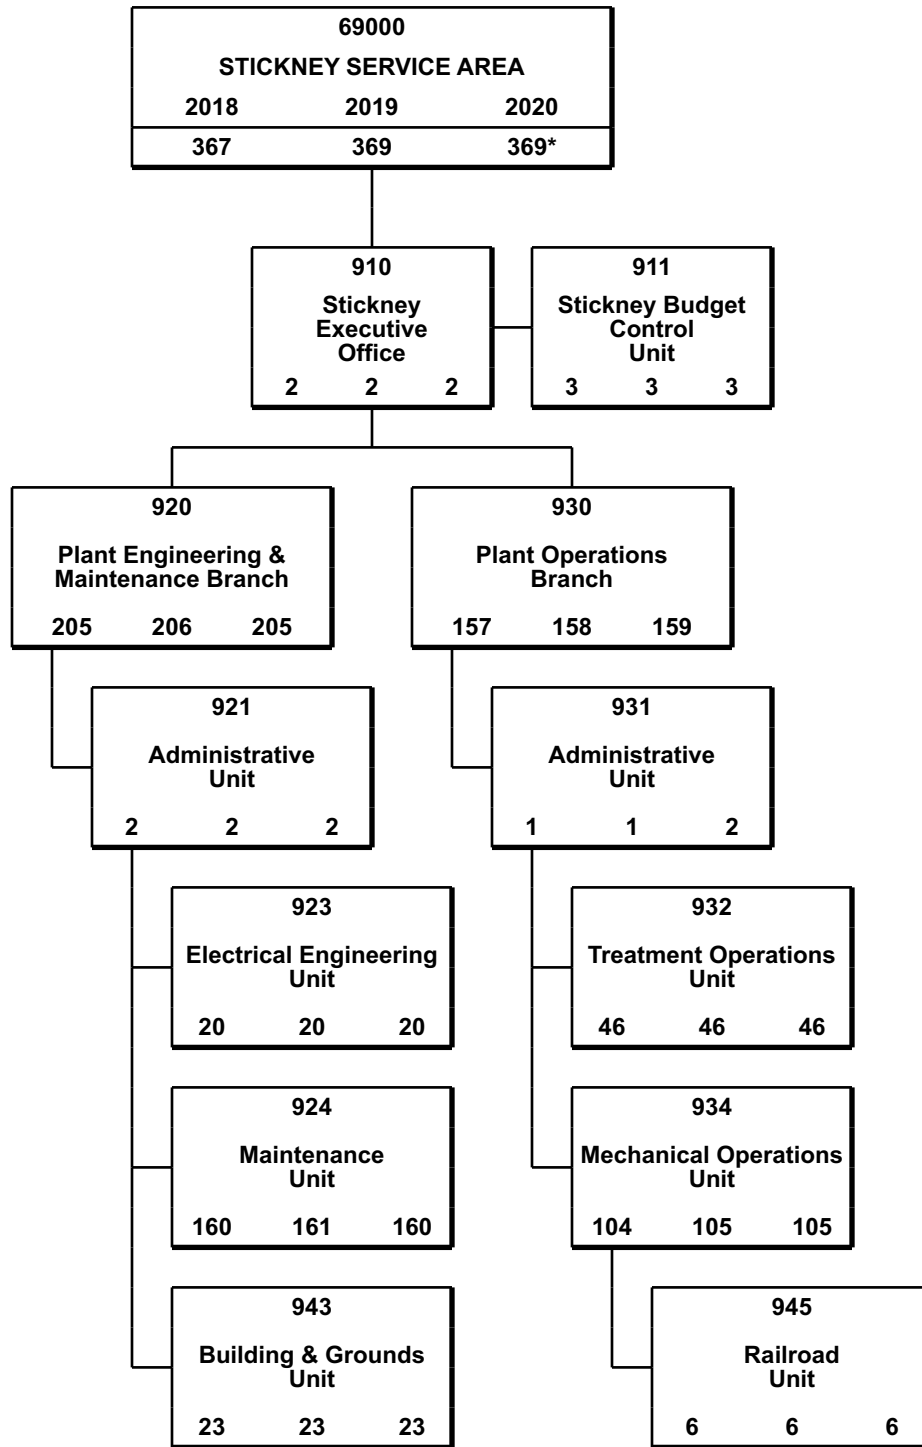 69000
STICKNEY SERVICE AREA
2018 2019 2020
367 369 369*
910
Stickney
Executive
Office
2 2 2
911
Stickney Budget
Control
Unit
3 3 3
920
Plant Engineering &
Maintenance Branch
205 206 205
930
Plant Operations
Branch
157 158 159
921
Administrative
Unit
2 2 2
931
Administrative
Unit
1 1 2
923
Electrical Engineering
Unit
20 20 20
932
Treatment Operations
Unit
46 46 46
924
Maintenance
Unit
160 161 160
934
Mechanical Operations
Unit
104 105 105
943
Building & Grounds
Unit
23 23 23
945
Railroad
Unit
6 6 6